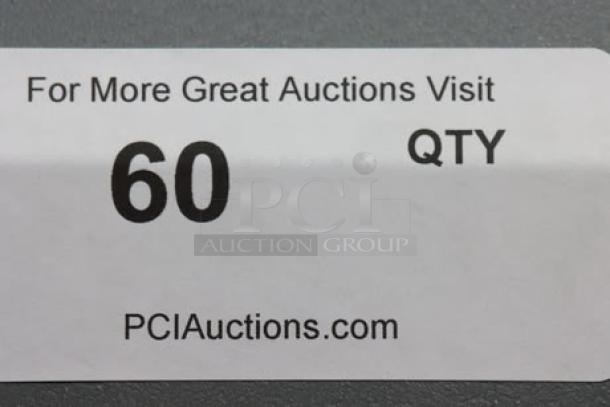 For More Great Auctions Visit
60 QTY
PCI
AUCTION GROUP
PCIAuctions.com